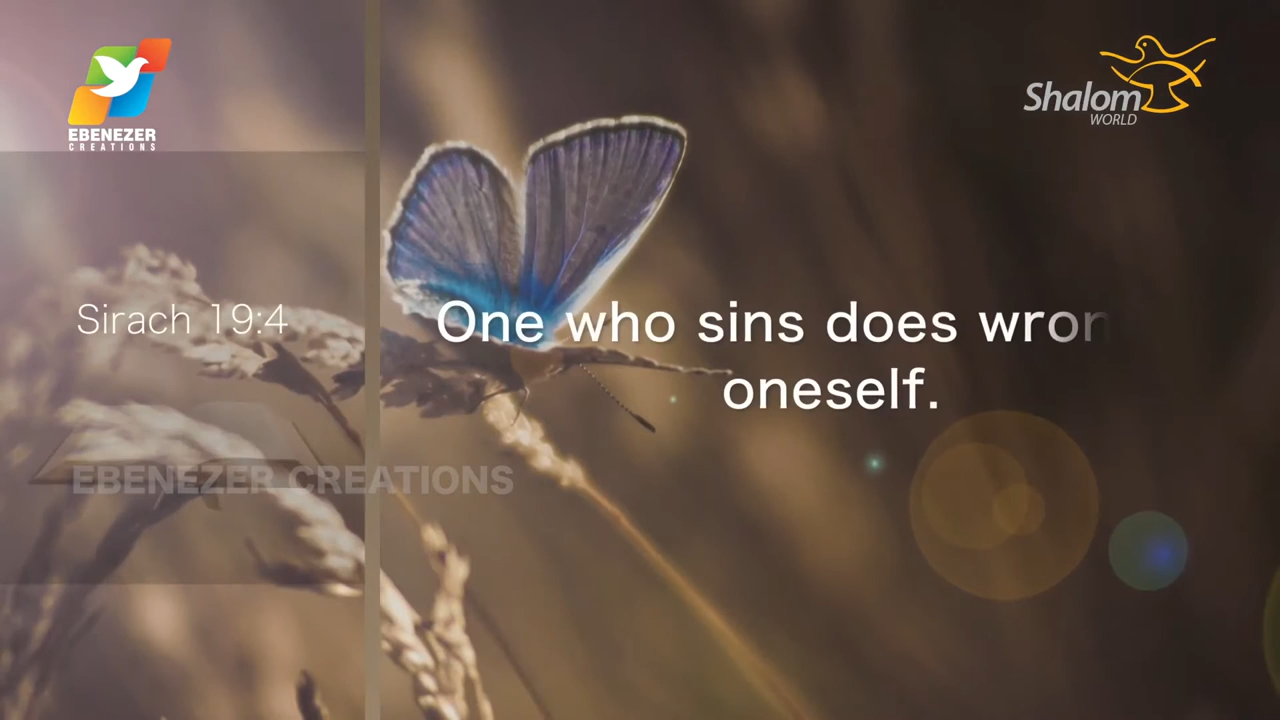 EBENEZER
CREATIONS
Shalom
WORLD
Sirach 19:4
One who sins does wron
oneself.
EBENEZER CREATIONS